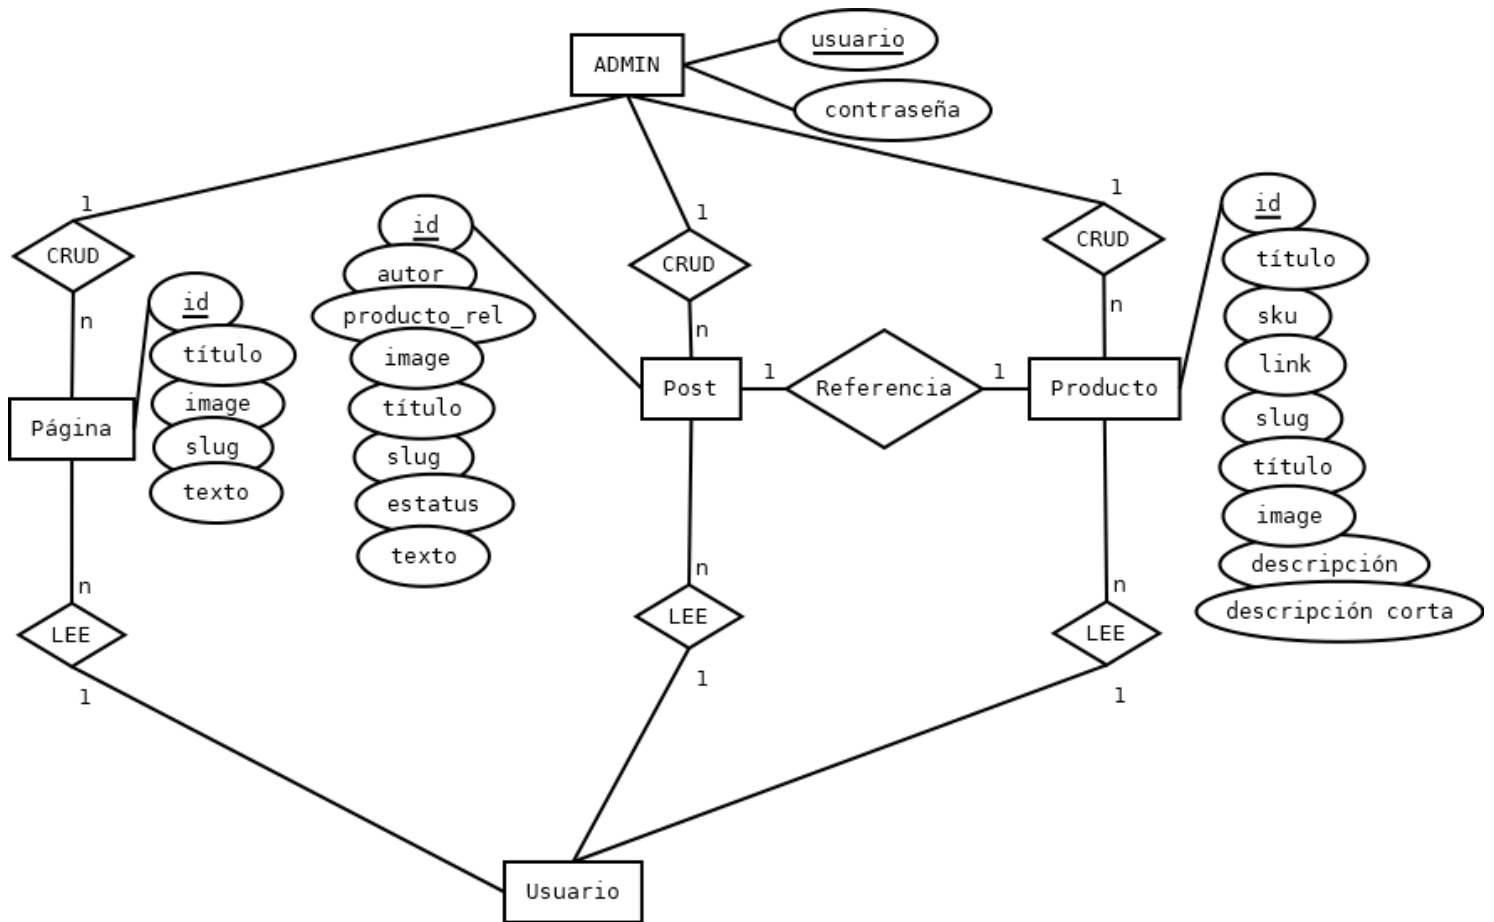 ADMIN
usuario
contraseña
1
CRUD
n
1
CRUD
n
1
CRUD
n
Página
id
título
image
slug
texto
id
autor
producto_rel
image
título
slug
estatus
texto
Post
1
Referencia
1
Producto
id
título
sku
link
slug
título
image
descripción
descripción corta
n
LEE
1
n
LEE
1
n
LEE
1
Usuario